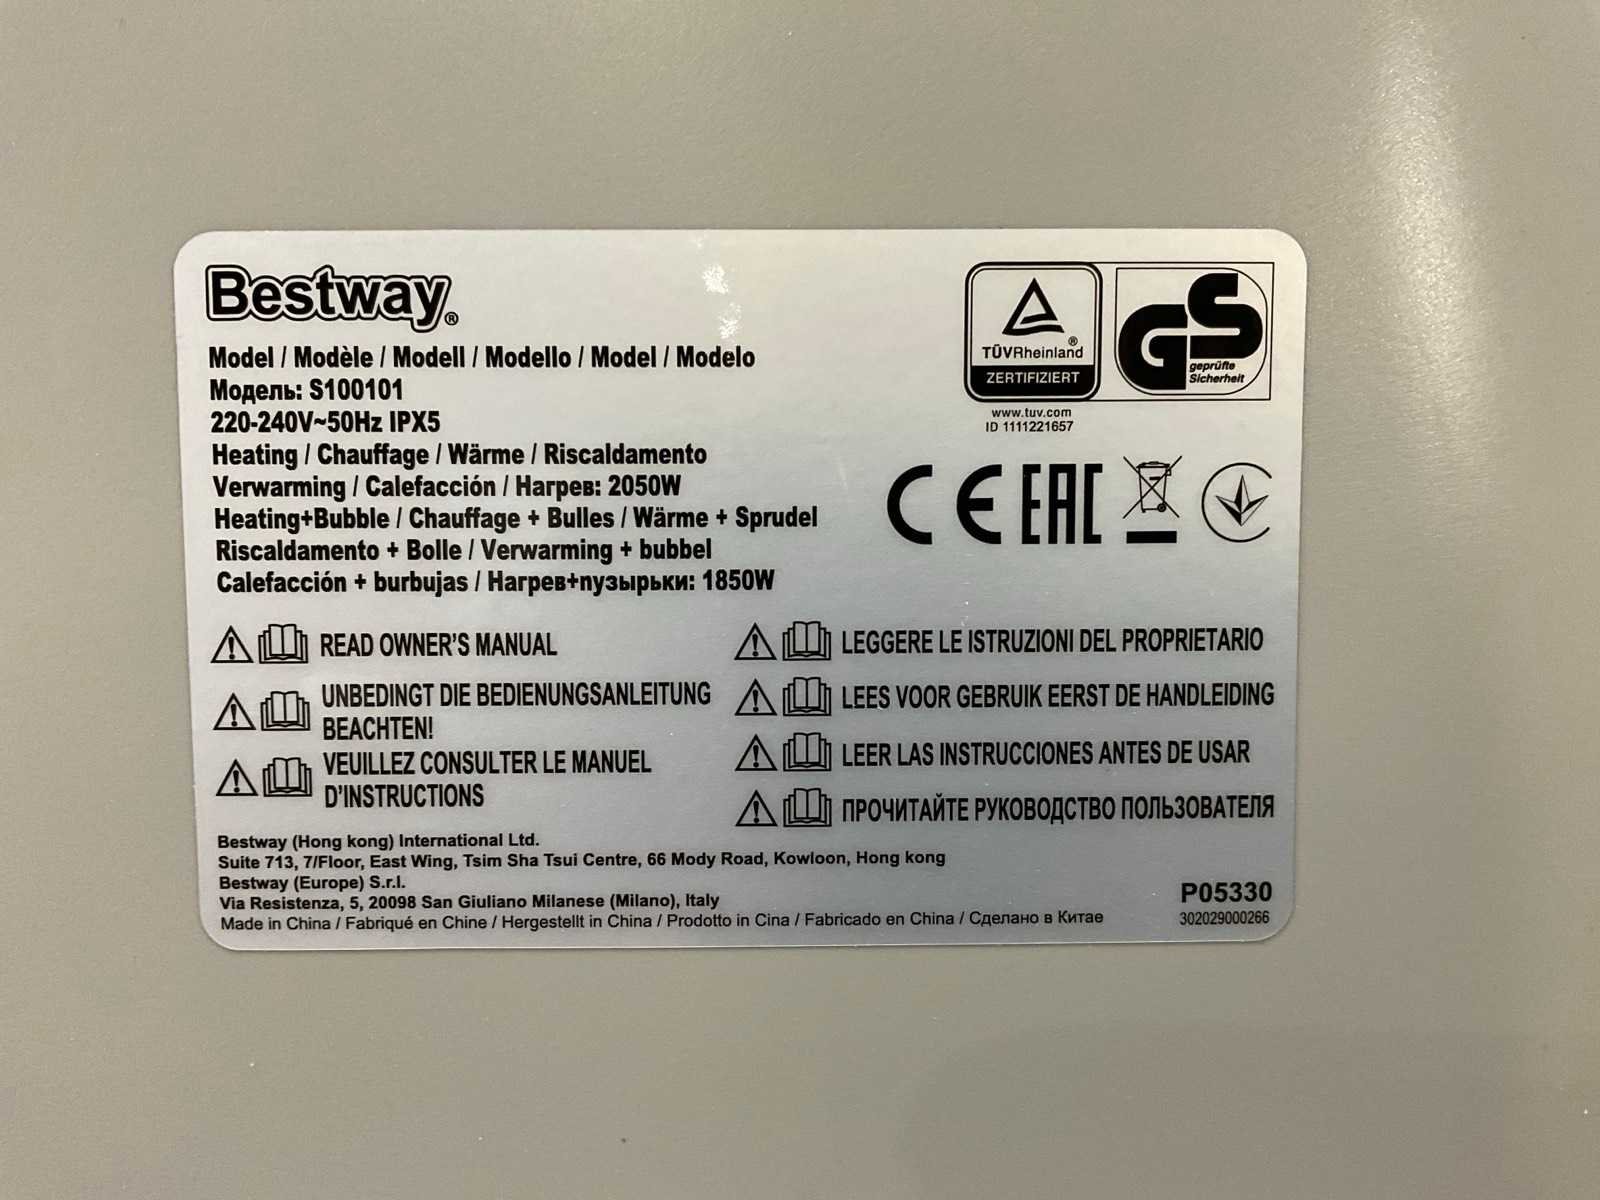 Bestway®
Model / Modèle / Modell / Modello / Model / Modelo
Модель: S100101
220-240V~50Hz IPX5
Heating / Chauffage / Wärme / Riscaldamento
Verwarming / Calefacción / Нагрев: 2050W
Heating+Bubble / Chauffage + Bulles / Wärme + Sprudel
Riscaldamento + Bolle / Verwarming + bubbel
Calefacción + burbujas / Нагрев+пузырьки: 1850W
TÜVRheinland®
ZERTIFIZIERT
GS
geprüfte
Sicherheit
www.tuv.com
ID 1111221657
CE EAC
READ OWNER'S MANUAL
UNBEDINGT DIE BEDIENUNGSANLEITUNG
BEACHTEN!
VEUILLEZ CONSULTER LE MANUEL
D'INSTRUCTIONS
LEGGERE LE ISTRUZIONI DEL PROPRIETARIO
LEES VOOR GEBRUIK EERST DE HANDLEIDING
LEER LAS INSTRUCCIONES ANTES DE USAR
ПРОЧИТАЙТЕ РУКОВОДСТВО ПОЛЬЗОВАТЕЛЯ
Bestway (Hong kong) International Ltd.
Suite 713, 7/Floor, East Wing, Tsim Sha Tsui Centre, 66 Mody Road, Kowloon, Hong kong
Bestway (Europe) S.r.l.
Via Resistenza, 5, 20098 San Giuliano Milanese (Milano), Italy
Made in China / Fabriqué en Chine / Hergestellt in China / Prodotto in Cina / Fabricado en China / Сделано в Китае
P05330
302029000266